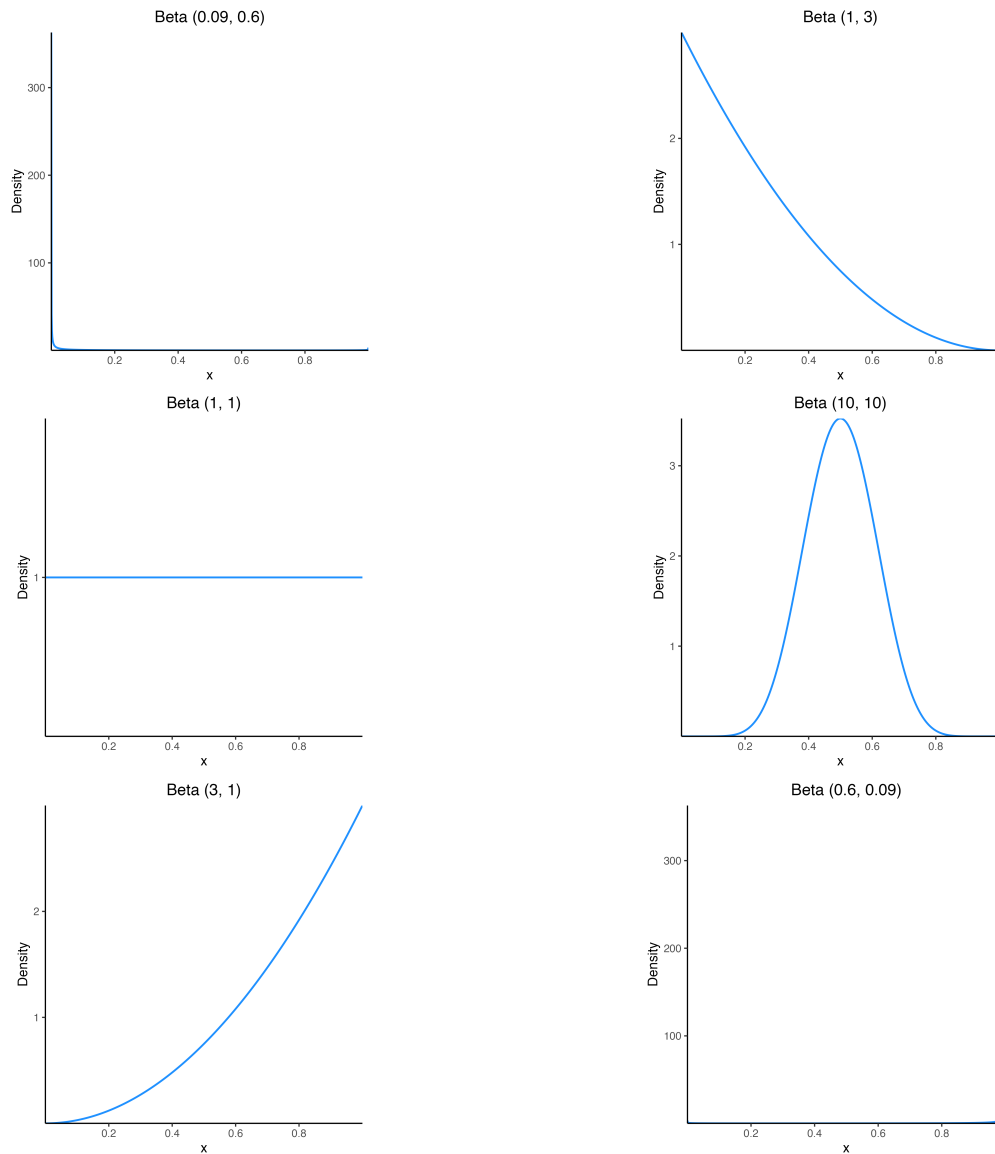 Beta (0.09, 0.6)
300
200
100
Density
0.2 0.4 0.6 0.8
x
Beta (1, 3)
2
1
Density
0.2 0.4 0.6 0.8
x
Beta (1, 1)
1
Density
0.2 0.4 0.6 0.8
x
Beta (10, 10)
3
2
1
Density
0.2 0.4 0.6 0.8
x
Beta (3, 1)
2
1
Density
0.2 0.4 0.6 0.8
x
Beta (0.6, 0.09)
300
200
100
Density
0.2 0.4 0.6 0.8
x